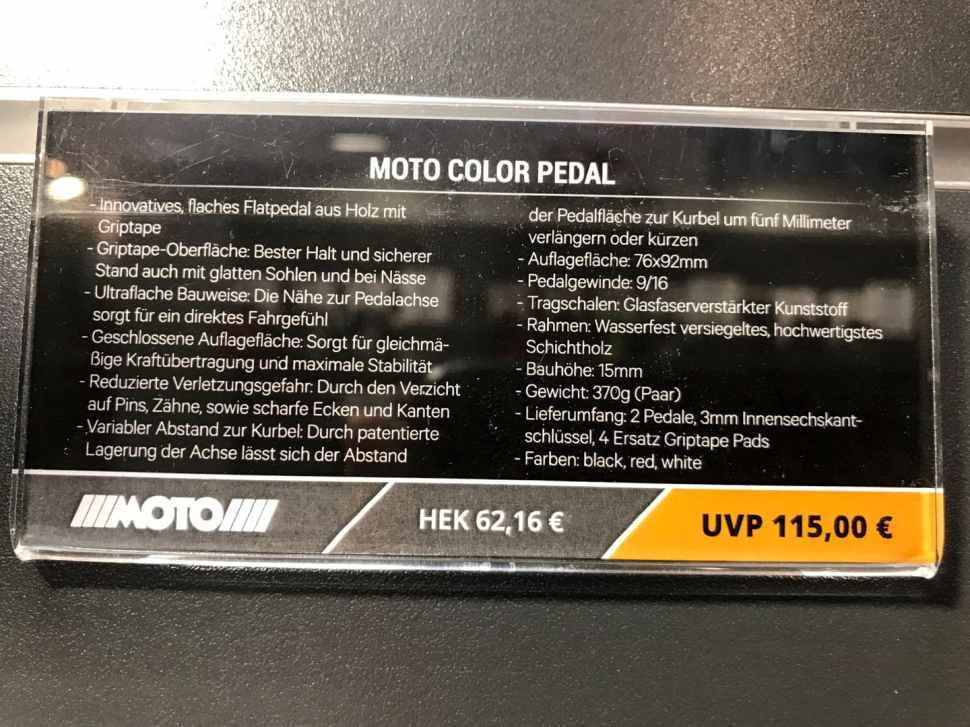 MOTO COLOR PEDAL
- Innovatives, flaches Flatpedal aus Holz mit
Griptape
- Griptape-Oberfläche: Bester Halt und sicherer
Stand auch mit glatten Sohlen und bei Nässe
- Ultraflache Bauweise: Die Nähe zur Pedalachse
sorgt für ein direktes Fahrgefühl
- Geschlossene Auflagefläche: Sorgt für gleichmä-
ßige Kraftübertragung und maximale Stabilität
- Reduzierte Verletzungsgefahr: Durch den Verzicht
auf Pins, Zähne, sowie scharfe Ecken und Kanten
- Variabler Abstand zur Kurbel: Durch patentierte
Lagerung der Achse lässt sich der Abstand
der Pedalfläche zur Kurbel um fünf Millimeter
verlängern oder kürzen
- Auflagefläche: 76x92mm
- Pedalgewinde: 9/16
- Tragschalen: Glasfaserverstärkter Kunststoff
- Rahmen: Wasserfest versiegeltes, hochwertigstes
Schichtholz
- Bauhöhe: 15mm
- Gewicht: 370g (Paar)
- Lieferumfang: 2 Pedale, 3mm Innensechskant-
schlüssel, 4 Ersatz Griptape Pads
- Farben: black, red, white
MOTO
HEK 62,16 €
UVP 115,00 €